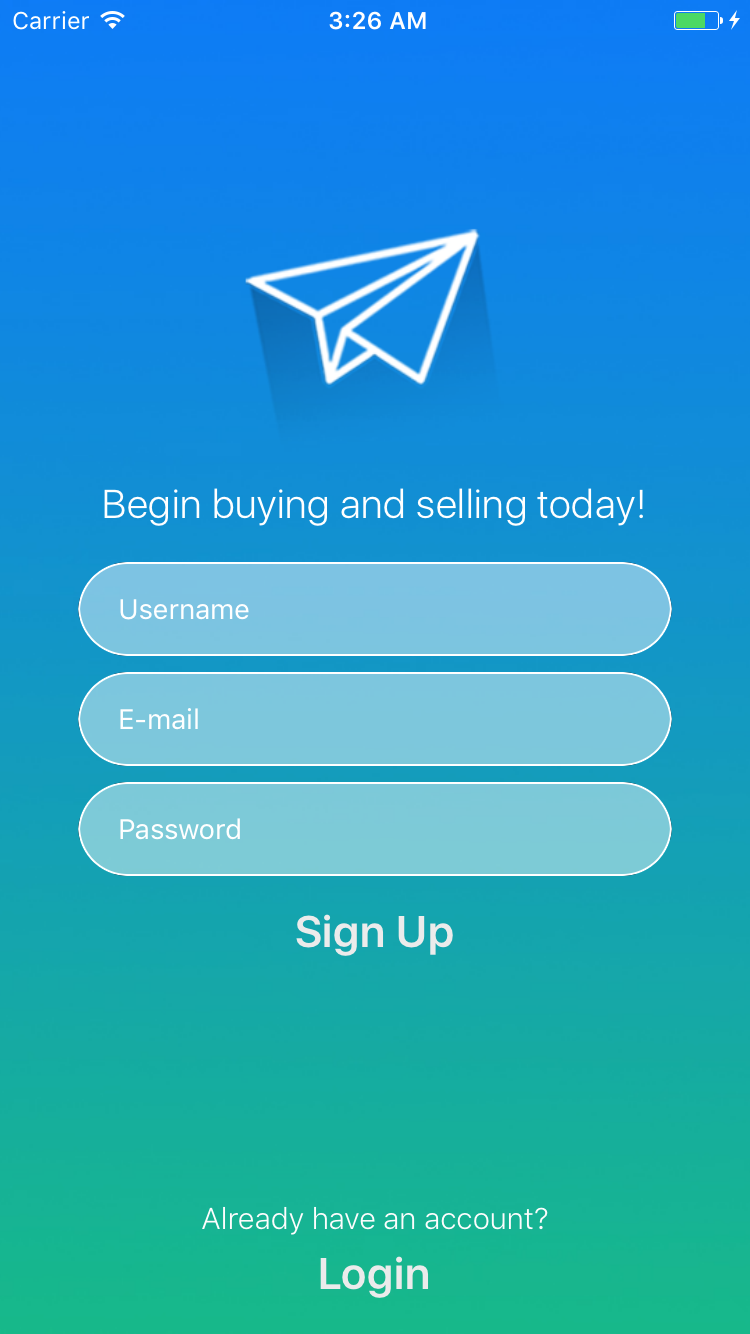 Carrier 3:26 AM
Begin buying and selling today!
Username
E-mail
Password
Sign Up
Already have an account?
Login